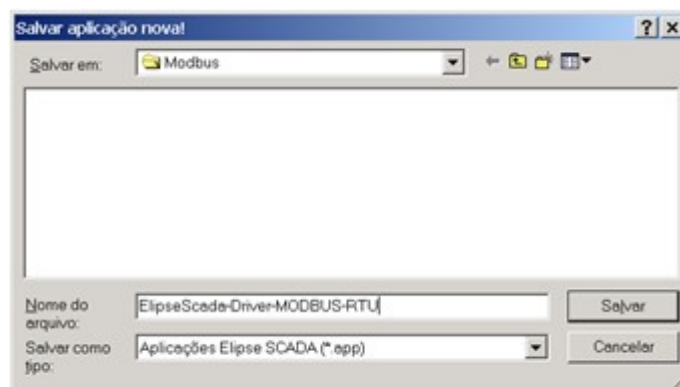 Salvar aplicação nova!
Salvar em: Modbus
Nome do arquivo: ElipseScada-Driver-MODBUS-RTU Salvar
Salvar como tipo: Aplicações Elipse SCADA (*.app) Cancelar